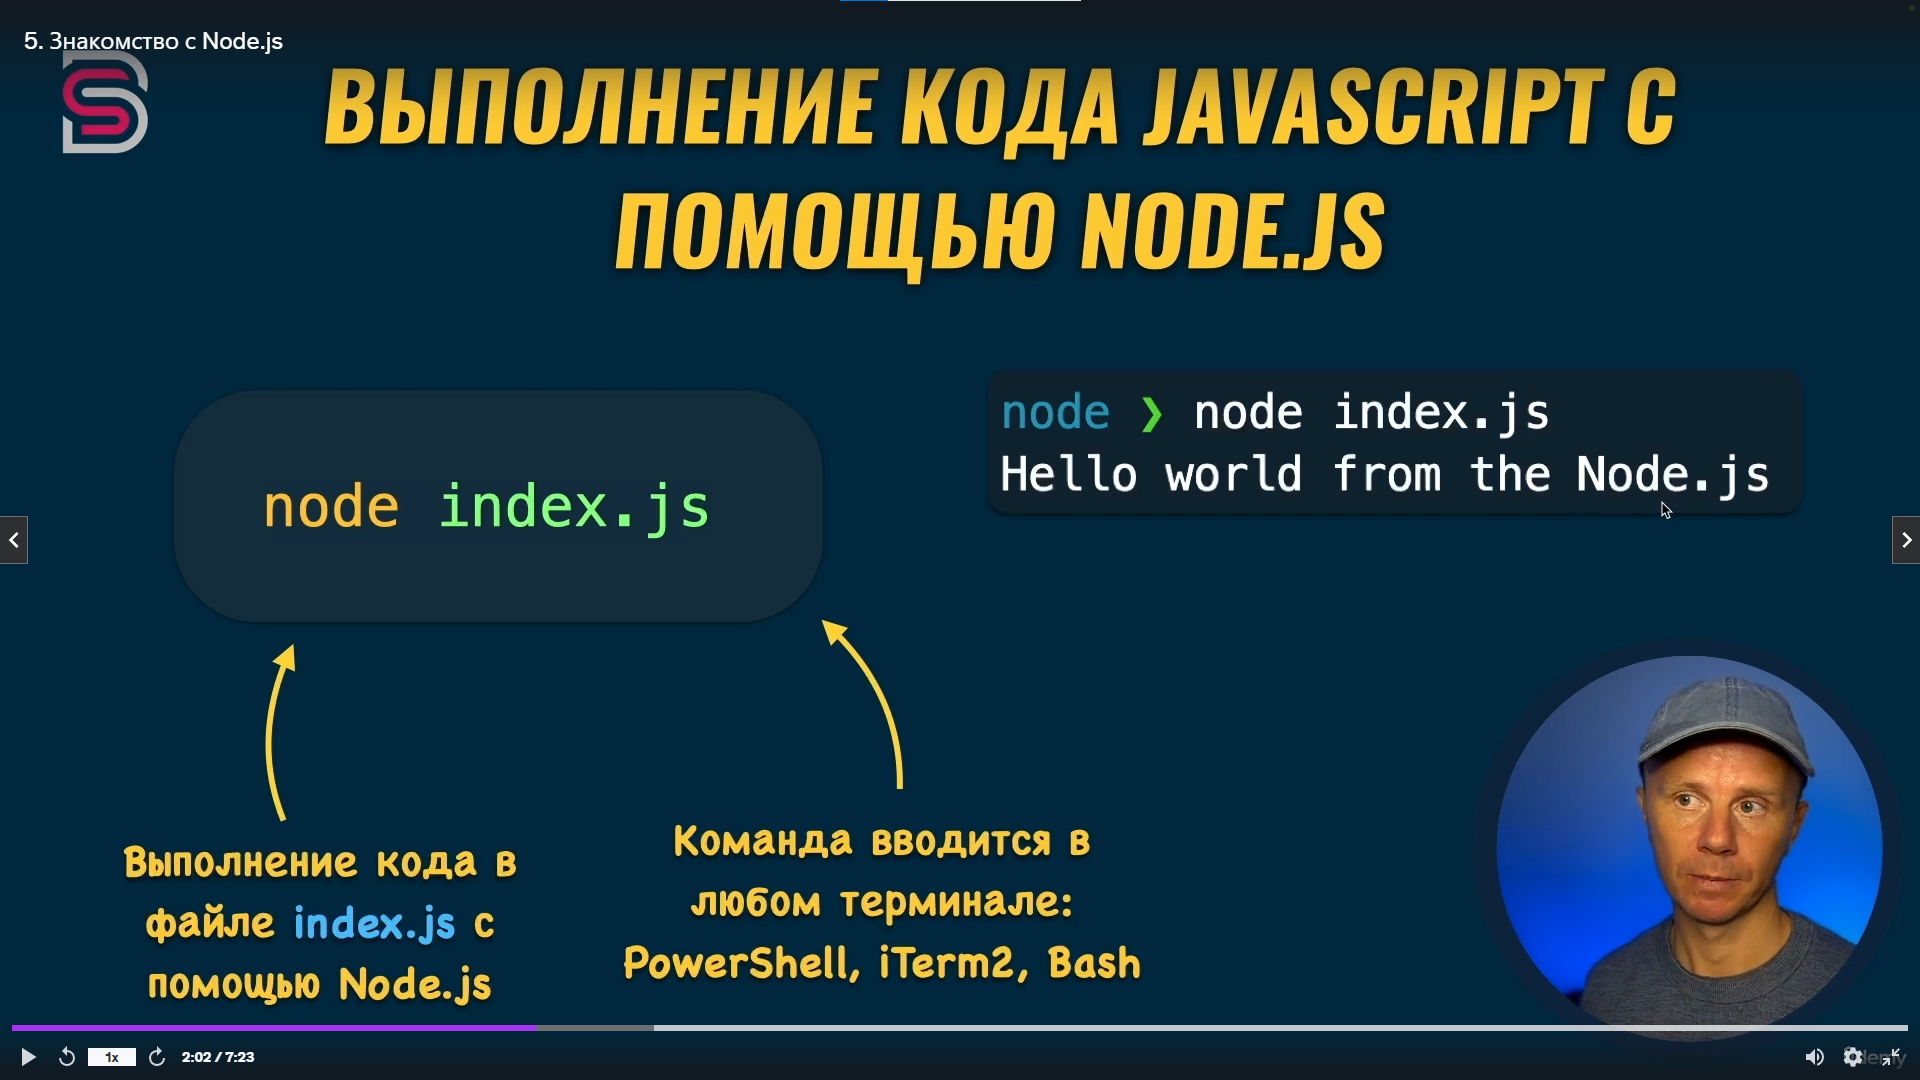 5. Знакомство с Node.js
ВЫПОЛНЕНИЕ КОДА JAVASCRIPT С
ПОМОЩЬЮ NODE.JS
node index.js
node ❯ node index.js
Hello world from the Node.js
Выполнение кода в
файле index.js с
помощью Node.js
Команда вводится в
любом терминале:
PowerShell, iTerm2, Bash
1x
2:02 / 7:23